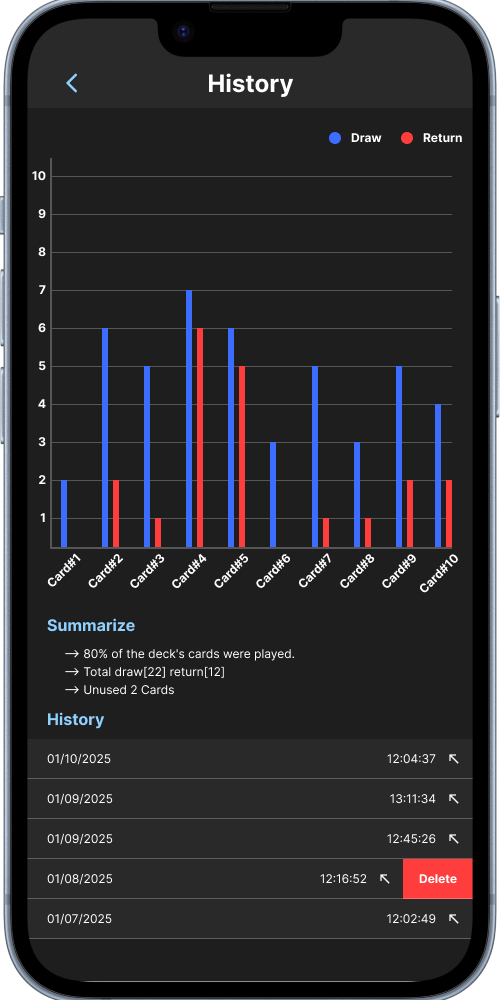 History
Draw Return
10
9
8
7
6
5
4
3
2
1
Card#1 Card#2 Card#3 Card#4 Card#5 Card#6 Card#7 Card#8 Card#9 Card#10
Summarize
→ 80% of the deck's cards were played.
→ Total draw[22] return[12]
→ Unused 2 Cards
History
01/10/2025 12:04:37
01/09/2025 13:11:34
01/09/2025 12:45:26
01/08/2025 12:16:52 Delete
01/07/2025 12:02:49